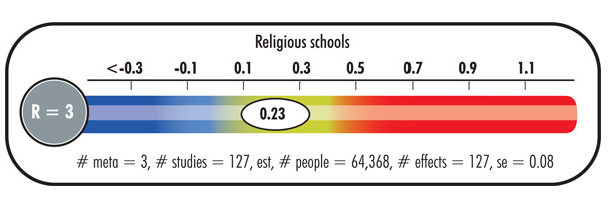 Religious schools
<-0.3 -0.1 0.1 0.3 0.5 0.7 0.9 1.1
R = 3
0.23
# meta = 3, # studies = 127, est, # people = 64,368, # effects = 127, se = 0.08